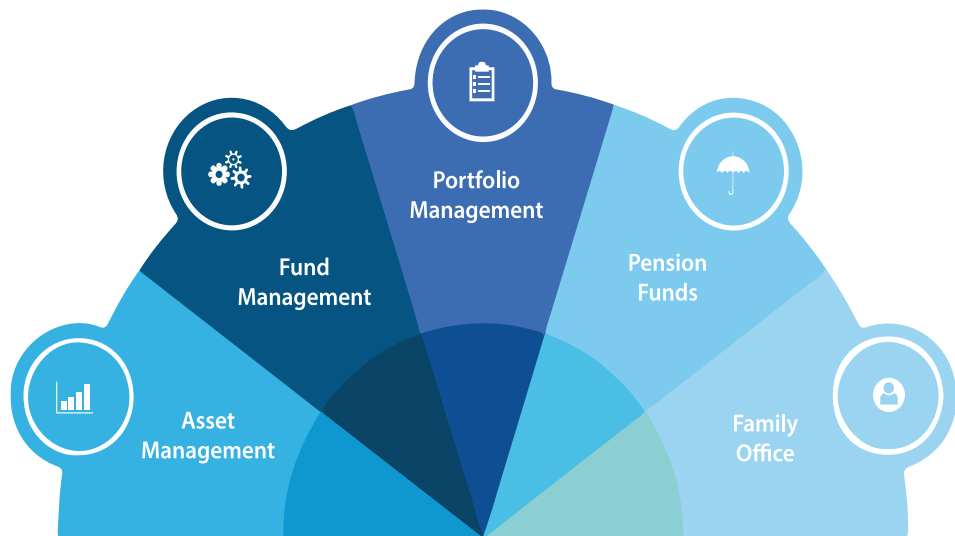 Portfolio
Management
Fund
Management
Pension
Funds
Asset
Management
Family
Office